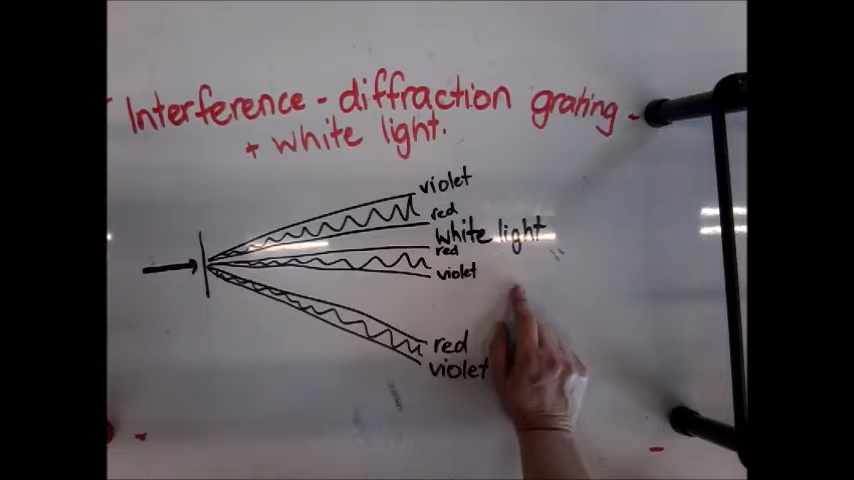 Interference - diffraction grating -
+ white light.
violet
red
white light
red
violet
red
violet